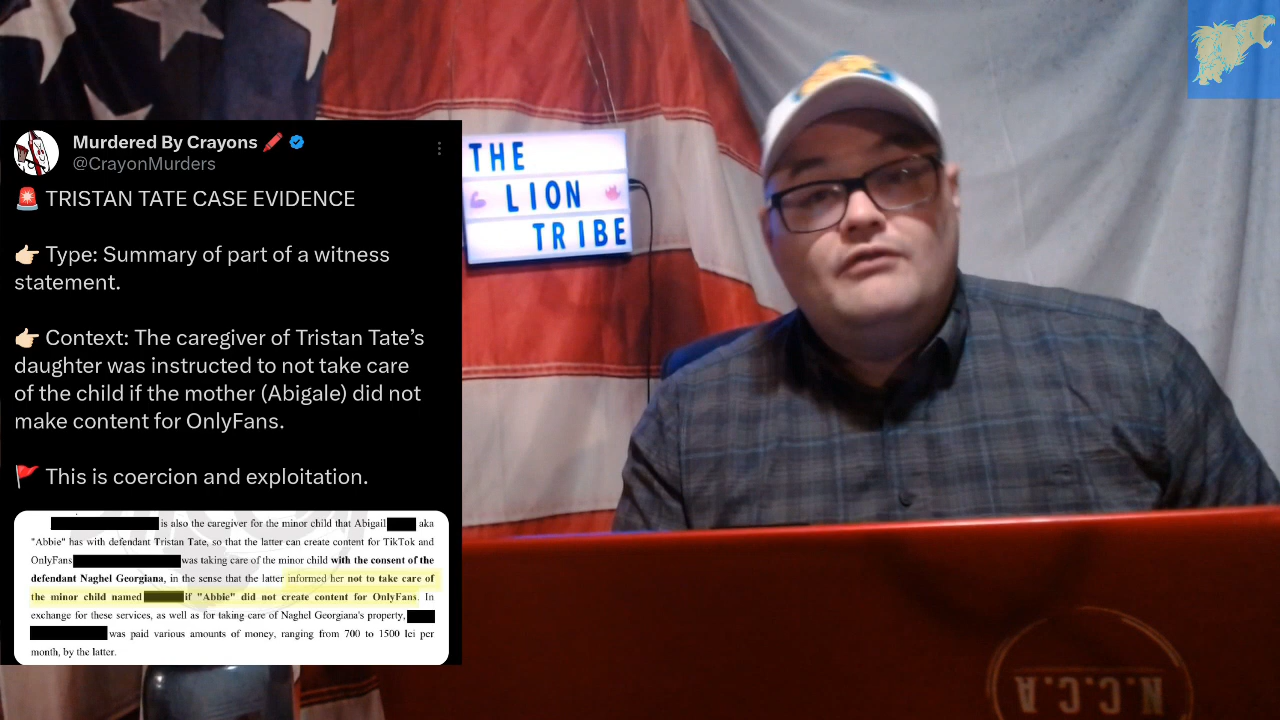 Murdered By Crayons
@CrayonMurders
TRISTAN TATE CASE EVIDENCE
Type: Summary of part of a witness
statement.
Context: The caregiver of Tristan Tate’s
daughter was instructed to not take care
of the child if the mother (Abigale) did not
make content for OnlyFans.
This is coercion and exploitation.
is also the caregiver for the minor child that Abigail aka
"Abbie" has with defendant Tristan Tate, so that the latter can create content for TikTok and
OnlyFans was taking care of the minor child with the consent of the
defendant Naghel Georgiana, in the sense that the latter informed her not to take care of
the minor child named if "Abbie" did not create content for OnlyFans. In
exchange for these services, as well as for taking care of Naghel Georgiana's property,
was paid various amounts of money, ranging from 700 to 1500 lei per
month, by the latter.
THE
LION
TRIBE
N.C.C.A